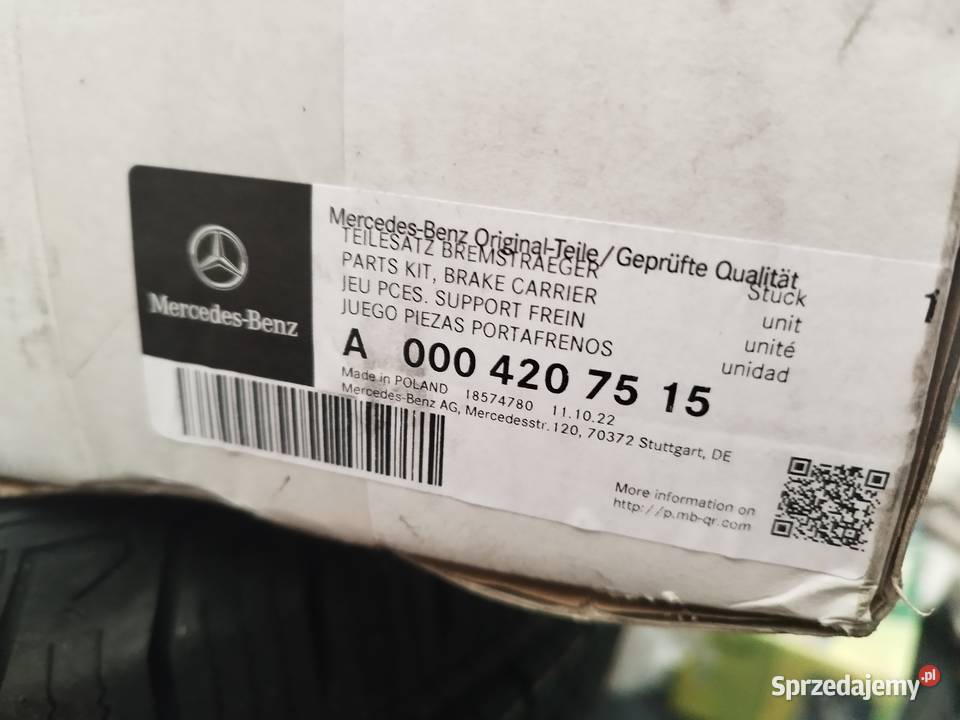 Mercedes-Benz
Mercedes-Benz Original-Teile/Geprüfte Qualität
TEILESATZ BREMSTRAEGER
PARTS KIT, BRAKE CARRIER
JEU PCES. SUPPORT FREIN
JUEGO PIEZAS PORTAFRENOS
Stück 1
unit
unité
unidad
A 000 420 75 15
Made in POLAND 18574780 11.10.22
Mercedes-Benz AG, Mercedesstr.120, 70372 Stuttgart, DE
More information on
http://p.mb-qr.com
Sprzedajemy.pl